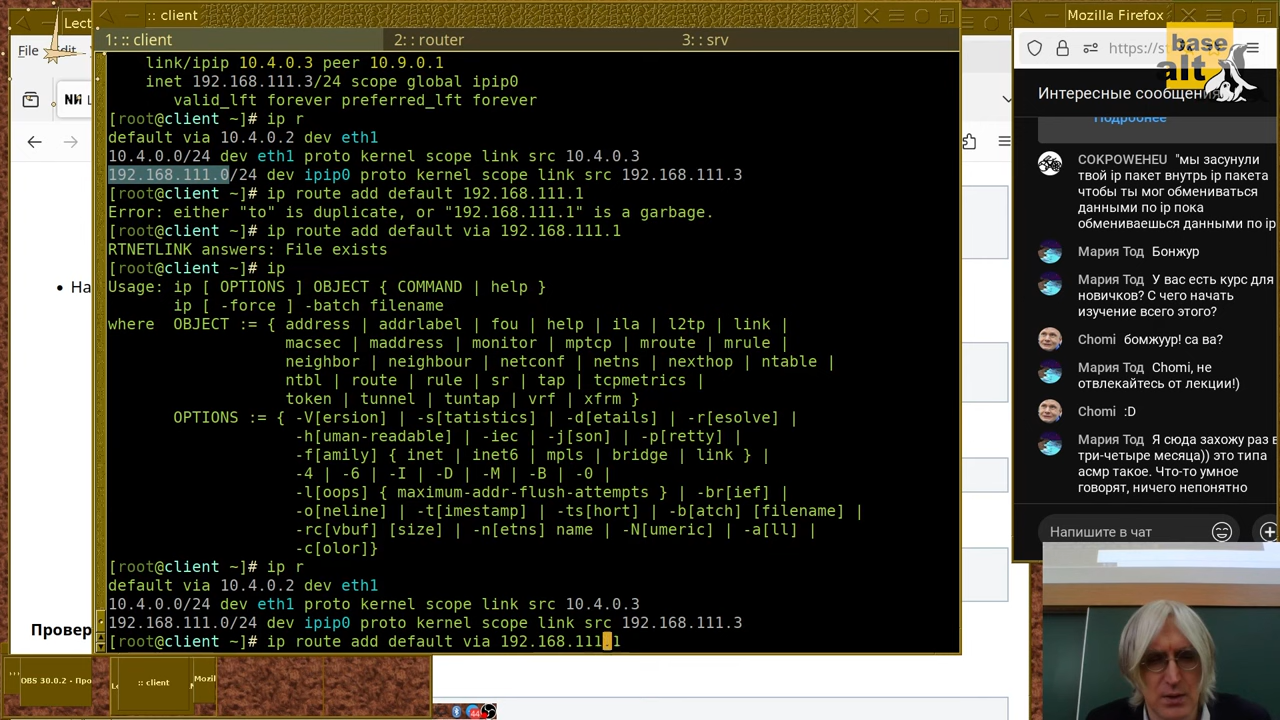 Lect
:: client
Mozilla Firefox
File Edit
1: :: client
2: :: router
3: :: srv
https://s
base
alt
link/ipip 10.4.0.3 peer 10.9.0.1
inet 192.168.111.3/24 scope global ipip0
valid_lft forever preferred_lft forever
[root@client ~]# ip r
default via 10.4.0.2 dev eth1
10.4.0.0/24 dev eth1 proto kernel scope link src 10.4.0.3
192.168.111.0/24 dev ipip0 proto kernel scope link src 192.168.111.3
[root@client ~]# ip route add default 192.168.111.1
Error: either "to" is duplicate, or "192.168.111.1" is a garbage.
[root@client ~]# ip route add default via 192.168.111.1
RTNETLINK answers: File exists
[root@client ~]# ip
Usage: ip [ OPTIONS ] OBJECT { COMMAND | help }
ip [ -force ] -batch filename
where OBJECT := { address | addrlabel | fou | help | ila | l2tp | link |
macsec | maddress | monitor | mptcp | mroute | mrule |
neighbor | neighbour | netconf | netns | nexthop | ntable |
ntbl | route | rule | sr | tap | tcpmetrics |
token | tunnel | tuntap | vrf | xfrm }
OPTIONS := { -V[ersion] | -s[tatistics] | -d[etails] | -r[esolve] |
-h[uman-readable] | -iec | -j[son] | -p[retty] |
-f[amily] { inet | inet6 | mpls | bridge | link } |
-4 | -6 | -I | -D | -M | -B | -0 |
-l[oops] { maximum-addr-flush-attempts } | -br[ief] |
-o[neline] | -t[imestamp] | -ts[hort] | -b[atch] [filename] |
-rc[vbuf] [size] | -n[etns] name | -N[umeric] | -a[ll] |
-c[olor]}
[root@client ~]# ip r
default via 10.4.0.2 dev eth1
10.4.0.0/24 dev eth1 proto kernel scope link src 10.4.0.3
192.168.111.0/24 dev ipip0 proto kernel scope link src 192.168.111.3
[root@client ~]# ip route add default via 192.168.111.1
На
Провер
Интересные сообщения
Подробнее
COKPOWEHEU "мы засунули
твой ip пакет внутрь ip пакета
чтобы ты мог обмениваться
данными по ip пока
обмениваешься данными по ip
Мария Тод Бонжур
Мария Тод У вас есть курс для
новичков? С чего начать
изучение всего этого?
Chomi бомжуур! са ва?
Мария Тод Chomi, не
отвлекайтесь от лекции!)
Chomi :D
Мария Тод Я сюда захожу раз в
три-четыре месяца)) это типа
асмр такое. Что-то умное
говорят, ничего непонятно
Напишите в чат
OBS 30.0.2 - Про
:: client
Mozil